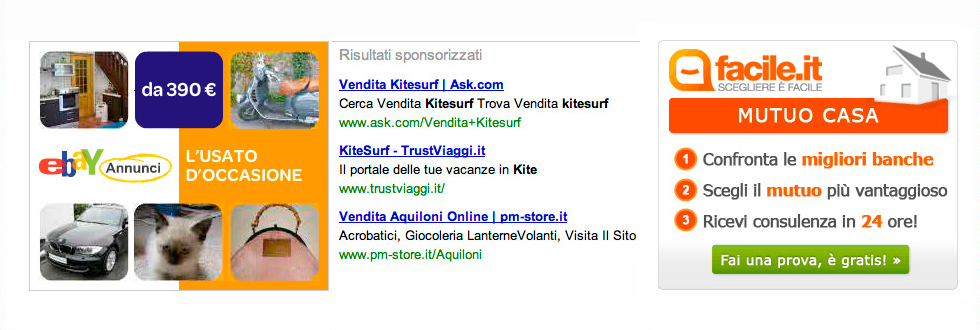 da 390 €
ebay Annunci
L'USATO
D'OCCASIONE
Risultati sponsorizzati
Vendita Kitesurf | Ask.com
Cerca Vendita Kitesurf Trova Vendita kitesurf
www.ask.com/Vendita+Kitesurf
KiteSurf - TrustViaggi.it
Il portale delle tue vacanze in Kite
www.trustviaggi.it/
Vendita Aquiloni Online | pm-store.it
Acrobatici, Giocoleria LanterneVolanti, Visita Il Sito
www.pm-store.it/Aquiloni
facile.it
SCEGLIERE È FACILE
MUTUO CASA
1 Confronta le migliori banche
2 Scegli il mutuo più vantaggioso
3 Ricevi consulenza in 24 ore!
Fai una prova, è gratis! »